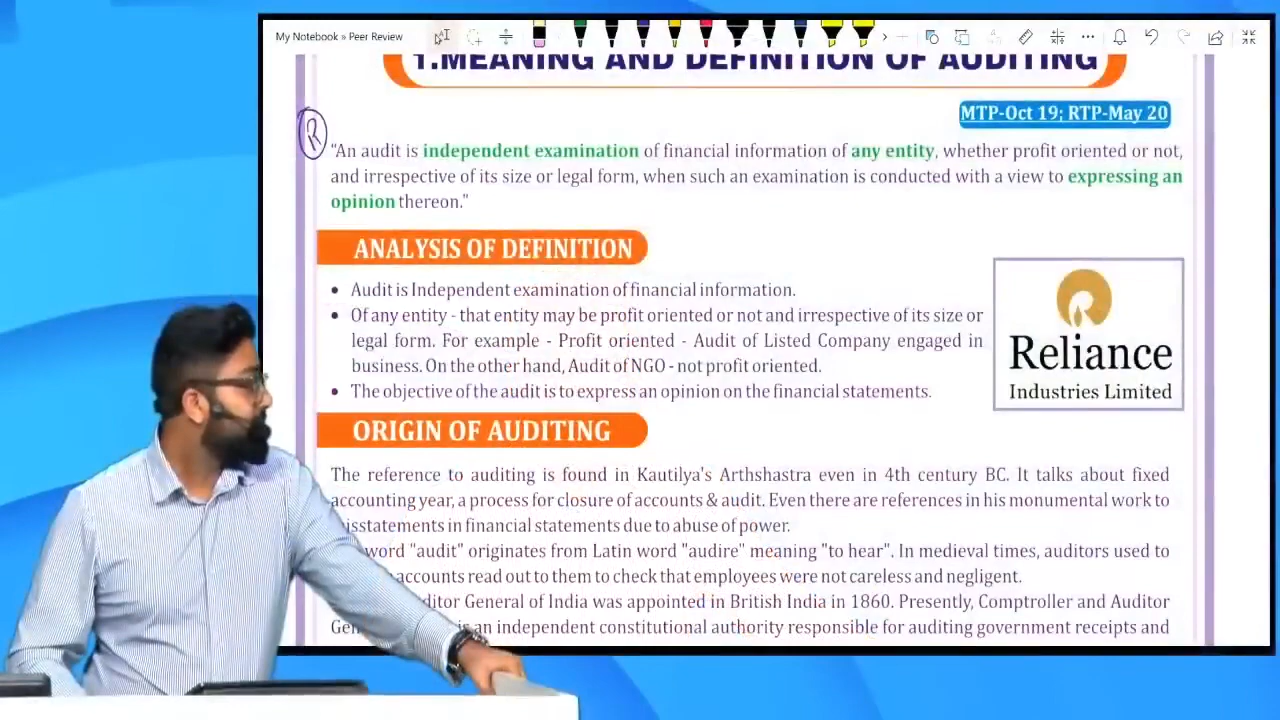 My Notebook » Peer Review
1.MEANING AND DEFINITION OF AUDITING
MTP-Oct 19; RTP-May 20
R
"An audit is independent examination of financial information of any entity, whether profit oriented or not,
and irrespective of its size or legal form, when such an examination is conducted with a view to expressing an
opinion thereon."
ANALYSIS OF DEFINITION
• Audit is Independent examination of financial information.
• Of any entity - that entity may be profit oriented or not and irrespective of its size or
legal form. For example - Profit oriented - Audit of Listed Company engaged in
business. On the other hand, Audit of NGO - not profit oriented.
• The objective of the audit is to express an opinion on the financial statements.
Reliance
Industries Limited
ORIGIN OF AUDITING
The reference to auditing is found in Kautilya's Arthshastra even in 4th century BC. It talks about fixed
accounting year, a process for closure of accounts & audit. Even there are references in his monumental work to
isstatements in financial statements due to abuse of power.
word "audit" originates from Latin word "audire" meaning "to hear". In medieval times, auditors used to
accounts read out to them to check that employees were not careless and negligent.
ditor General of India was appointed in British India in 1860. Presently, Comptroller and Auditor
Gen is an independent constitutional authority responsible for auditing government receipts and